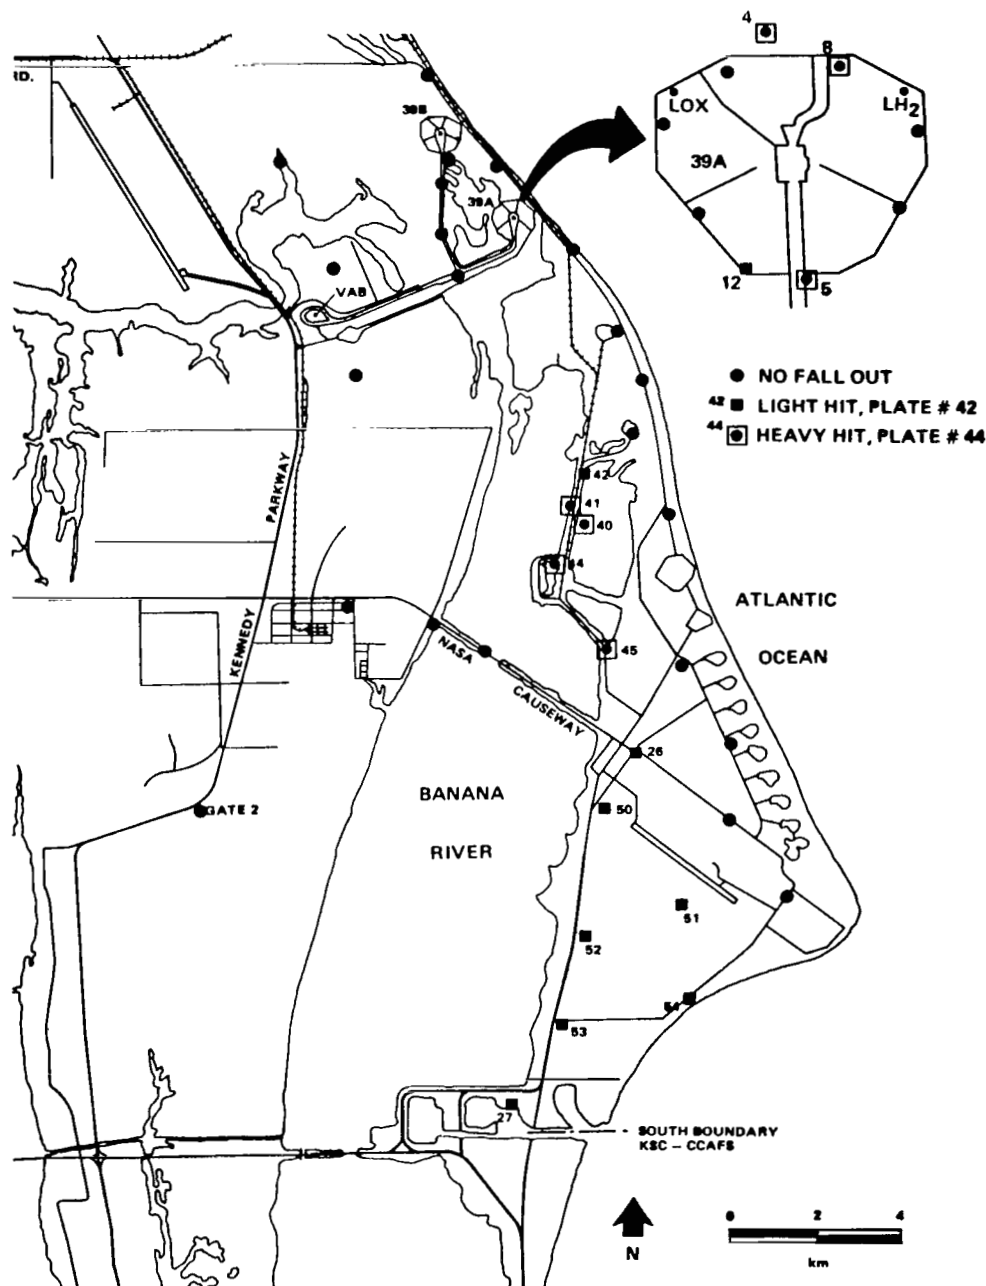 4
8
RD.
LOX
LH2
39B
39A
39A
12
5
VAB
NO FALL OUT
42 LIGHT HIT, PLATE # 42
44 HEAVY HIT, PLATE # 44
42
41
40
44
PARKWAY
KENNEDY
45
NASA
CAUSEWAY
ATLANTIC
OCEAN
26
50
GATE 2
BANANA
RIVER
51
52
54
53
27
SOUTH BOUNDARY
KSC – CCAFS
N
0 2 4
km